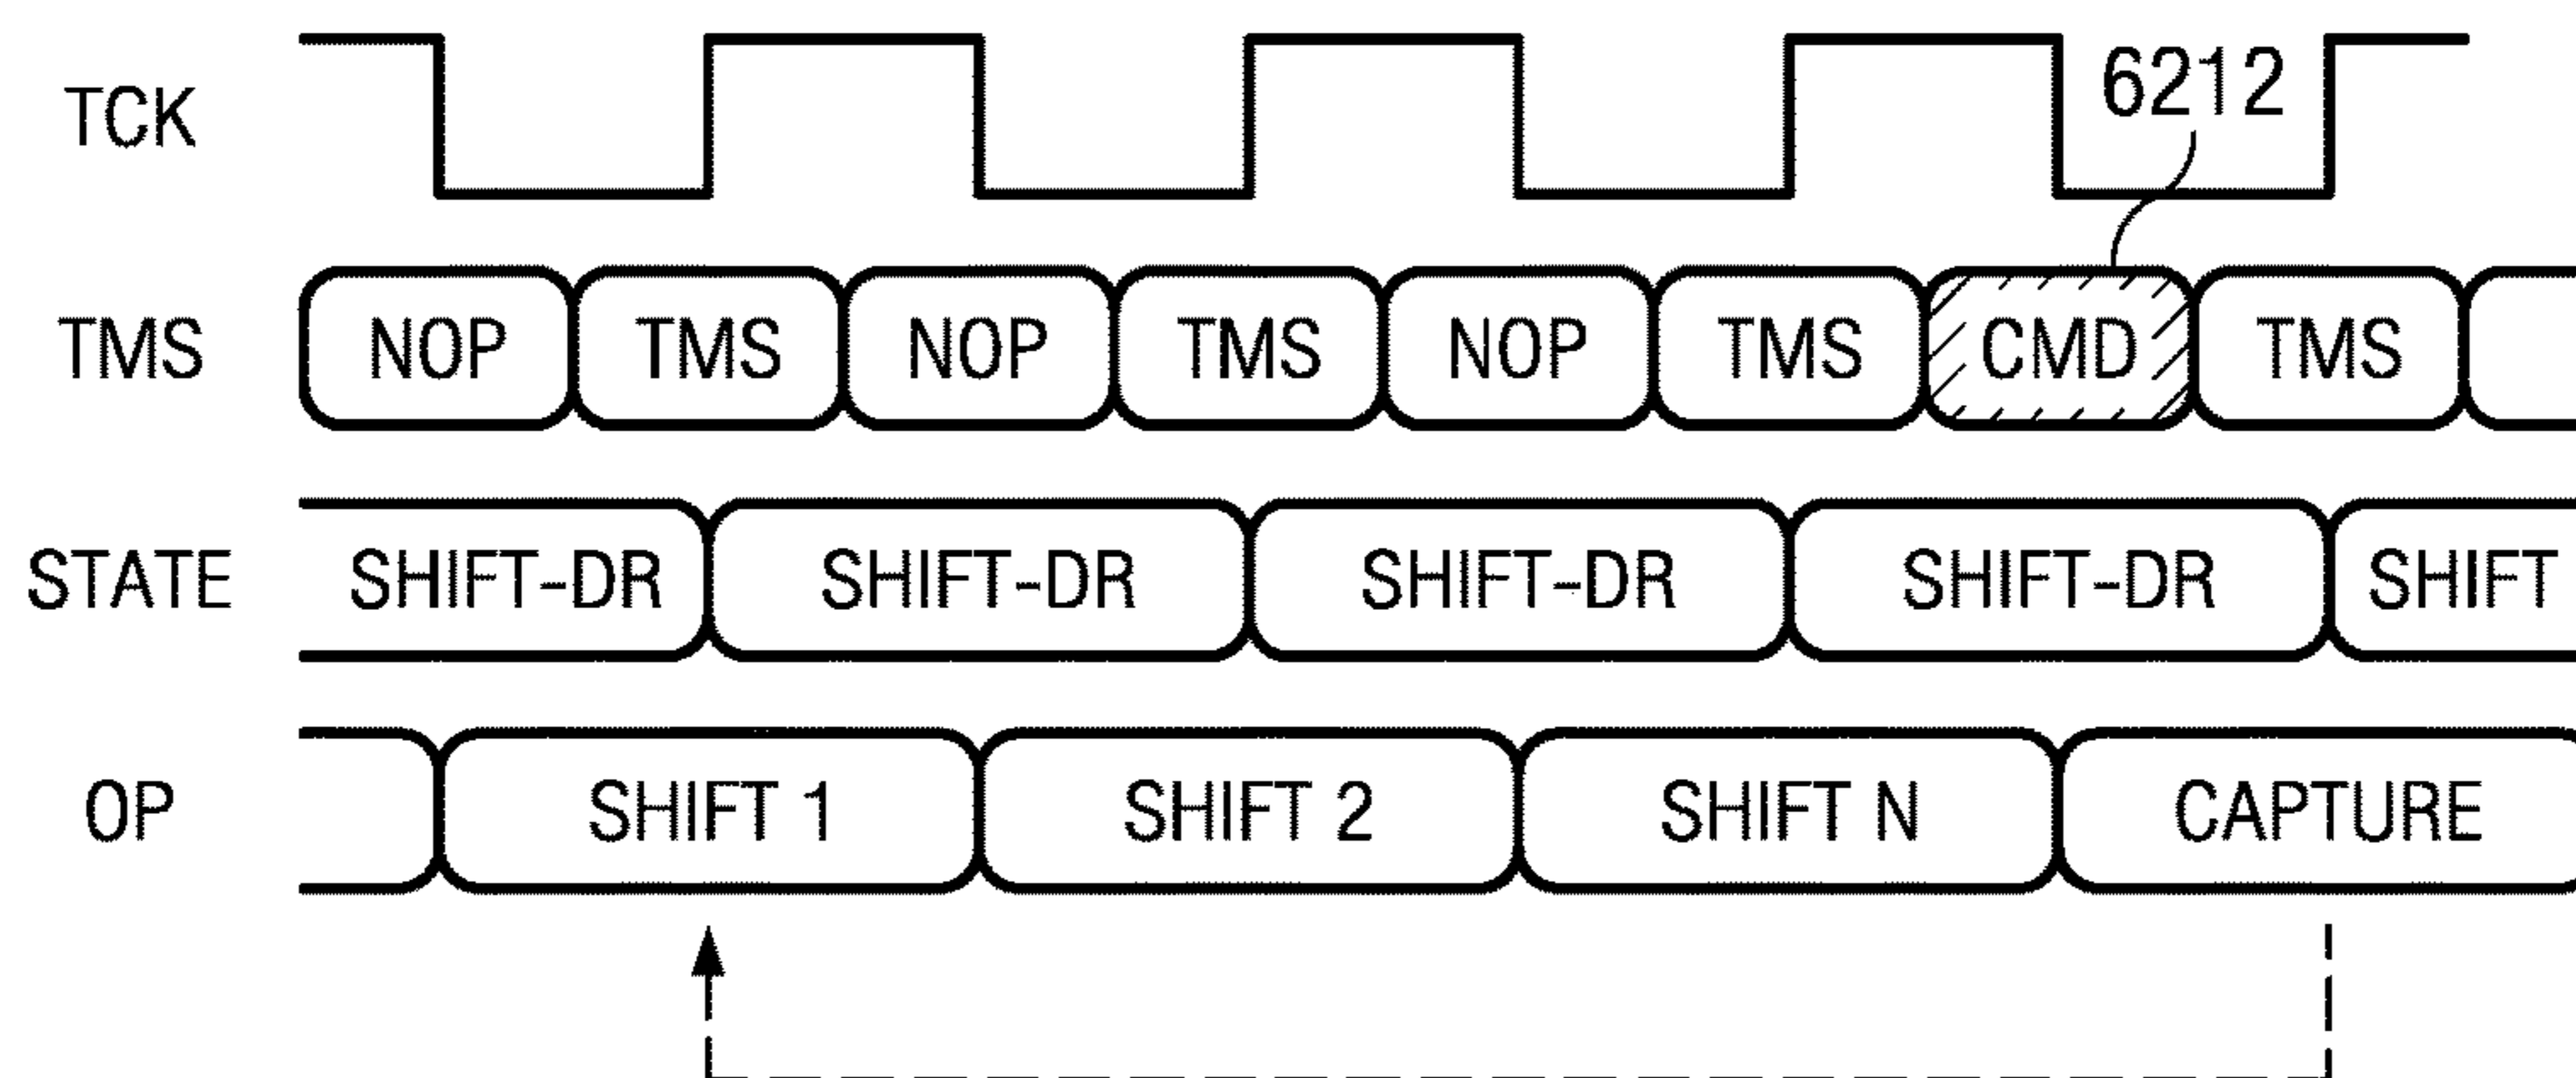 TCK 6212
TMS NOP TMS NOP TMS NOP TMS CMD TMS
STATE SHIFT-DR SHIFT-DR SHIFT-DR SHIFT-DR SHIFT
OP SHIFT 1 SHIFT 2 SHIFT N CAPTURE